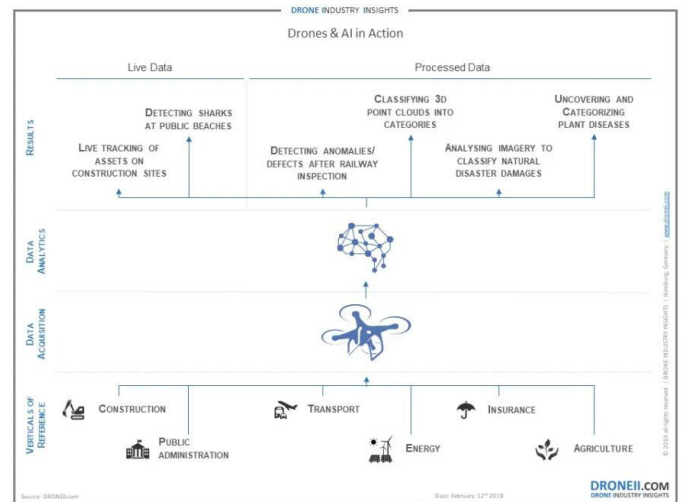 DRONE INDUSTRY INSIGHTS
Drones & AI in Action
Live Data
Processed Data
RESULTS
LIVE TRACKING OF
ASSETS ON
CONSTRUCTION SITES
DETECTING SHARKS
AT PUBLIC BEACHES
DETECTING ANOMALIES/
DEFECTS AFTER RAILWAY
INSPECTION
CLASSIFYING 3D
POINT CLOUDS INTO
CATEGORIES
ANALYSING IMAGERY TO
CLASSIFY NATURAL
DISASTER DAMAGES
UNCOVERING AND
CATEGORIZING
PLANT DISEASES
DATA
ANALYTICS
DATA
ACQUISITION
VERTICALS OF
REFERENCE
CONSTRUCTION
PUBLIC
ADMINISTRATION
TRANSPORT
ENERGY
INSURANCE
AGRICULTURE
© 2019 all rights reserved | DRONE INDUSTRY INSIGHTS | Hamburg, Germany | www.droneii.com
Source: DRONEII.com
Date: February 12th 2019
DRONEII.COM
DRONE INDUSTRY INSIGHTS